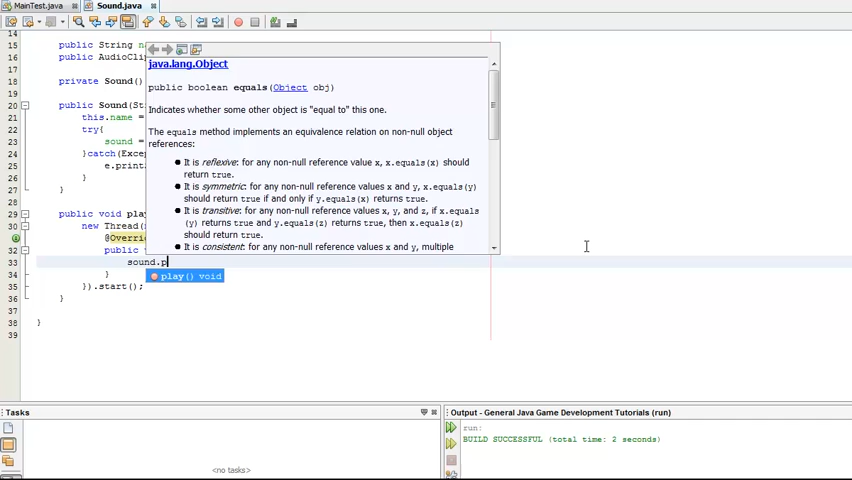 MainTest.java
Sound.java
14
15 public String n
16 public AudioCli
17
18 private Sound()
19
20 public Sound(St
21 this.name =
22 try{
23 sound =
24 }catch(Exce
25 e.print
26 }
27 }
28
29 public void play
30 new Thread(
@Overri
32 public
33 sound.p
34 }
35 }).start();
36 }
37
38 }
39
java.lang.Object
public boolean equals(Object obj)
Indicates whether some other object is "equal to" this one.
The equals method implements an equivalence relation on non-null object
references:
It is reflexive: for any non-null reference value x, x.equals(x) should
return true.
It is symmetric: for any non-null reference values x and y, x.equals(y)
should return true if and only if y.equals(x) returns true.
It is transitive: for any non-null reference values x, y, and z, if x.equals
(y) returns true and y.equals(z) returns true, then x.equals(z)
should return true.
It is consistent: for any non-null reference values x and y, multiple
play() void
Tasks
<no tasks>
Output - General Java Game Development Tutorials (run)
run:
BUILD SUCCESSFUL (total time: 2 seconds)